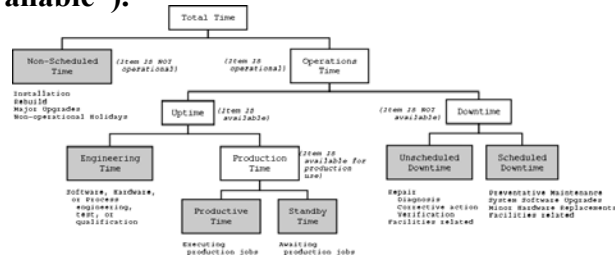 ailable").
Total Time
Non-Scheduled
Time
(Item IS NOT
operational)
(Item IS
operational)
Operations
Time
Installation
Rebuild
Major Upgrades
Non-operational Holidays
Uptime
(Item IS
available)
(Item IS NOT
available)
Downtime
Engineering
Time
Production
Time
(Item IS
available for
production
use)
Unscheduled
Downtime
Scheduled
Downtime
Software, Hardware,
or Process
engineering,
test, or
qualification
Productive
Time
Standby
Time
Repair
Diagnosis
Corrective action
Verification
Facilities related
Preventative Maintenance
System Software Upgrades
Minor Hardware Replacements
Facilities related
Executing
production jobs
Awaiting
production jobs